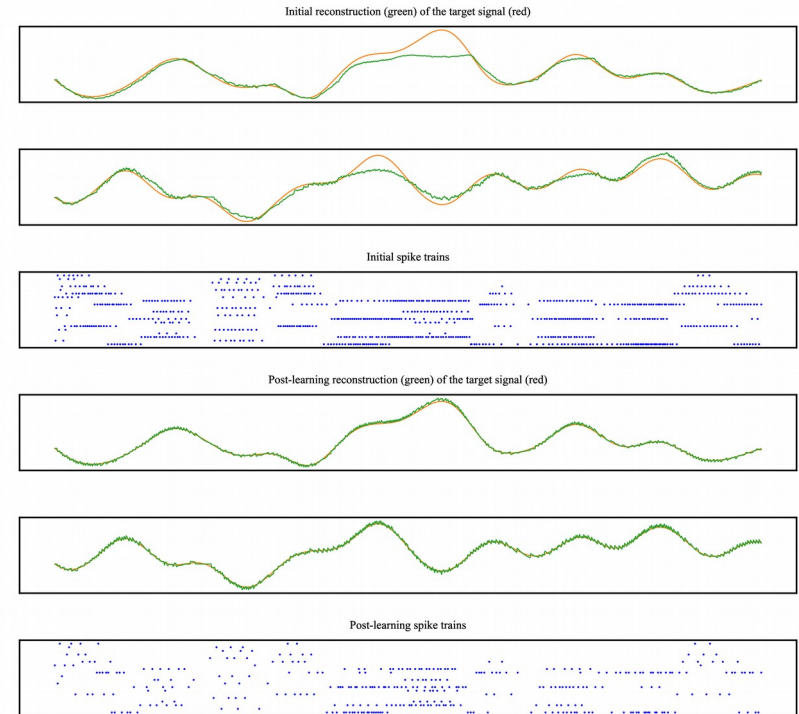 Initial reconstruction (green) of the target signal (red)
Initial spike trains
Post-learning reconstruction (green) of the target signal (red)
Post-learning spike trains